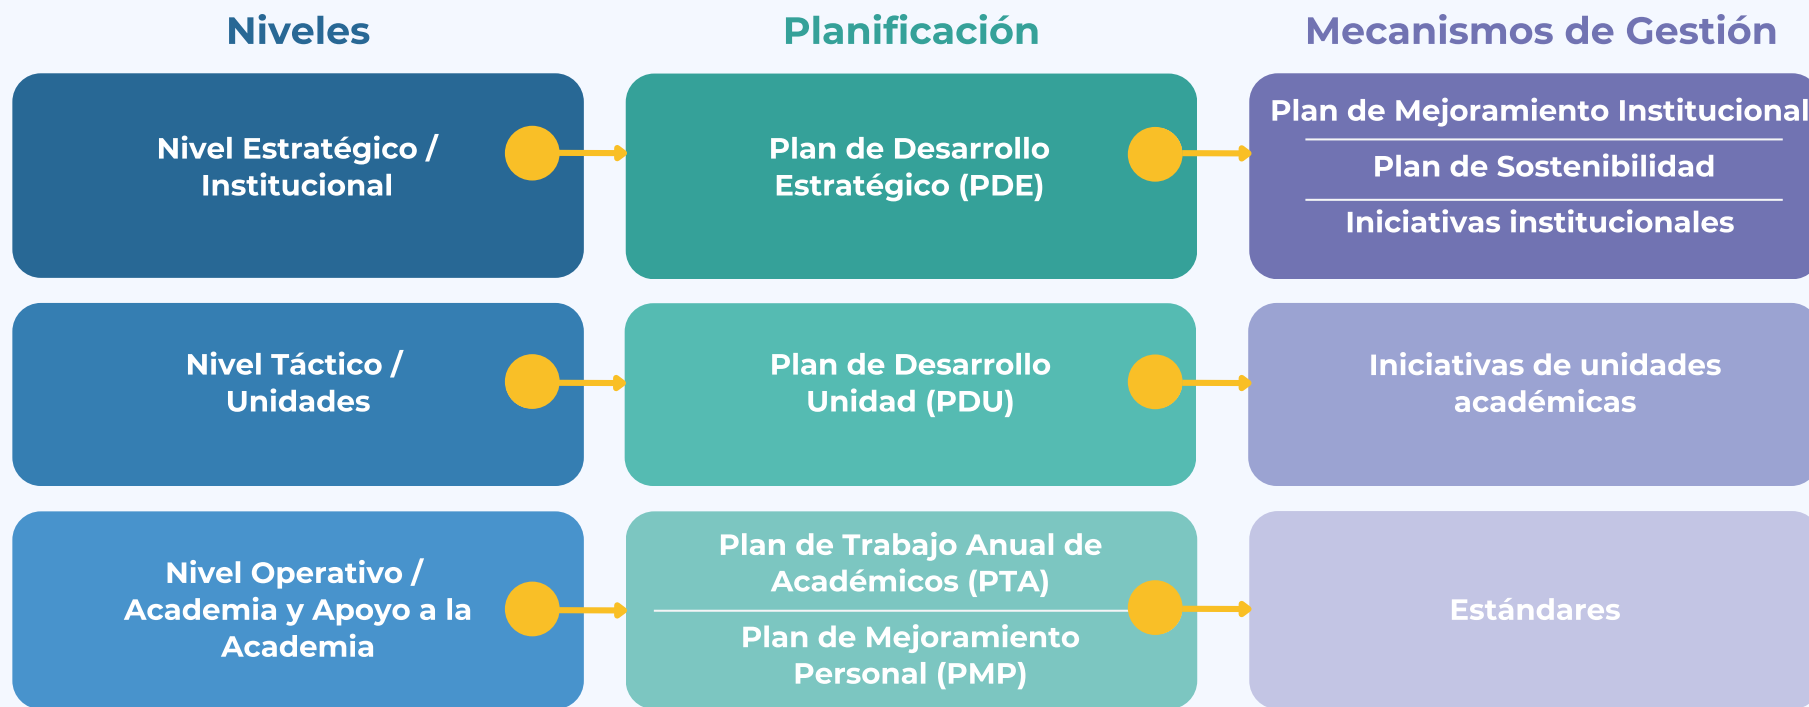 Niveles
Planificación
Mecanismos de Gestión
Nivel Estratégico /
Institucional
Plan de Desarrollo
Estratégico (PDE)
Plan de Mejoramiento Institucional
Plan de Sostenibilidad
Iniciativas institucionales
Nivel Táctico /
Unidades
Plan de Desarrollo
Unidad (PDU)
Iniciativas de unidades
académicas
Nivel Operativo /
Academia y Apoyo a la
Academia
Plan de Trabajo Anual de
Académicos (PTA)
Plan de Mejoramiento
Personal (PMP)
Estándares